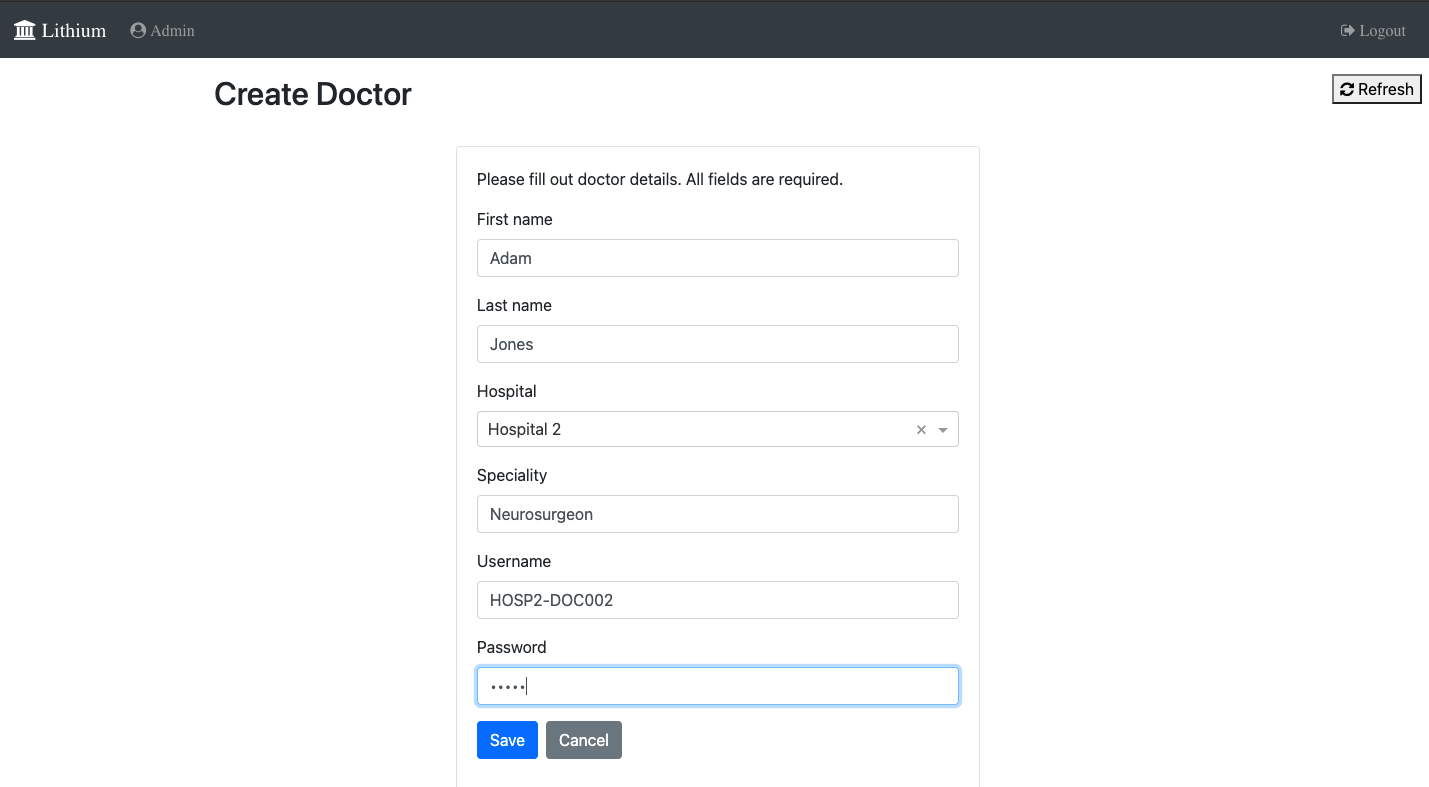 Lithium Admin Logout
Create Doctor
Refresh
Please fill out doctor details. All fields are required.
First name
Adam
Last name
Jones
Hospital
Hospital 2
Speciality
Neurosurgeon
Username
HOSP2-DOC002
Password
•••••
Save Cancel